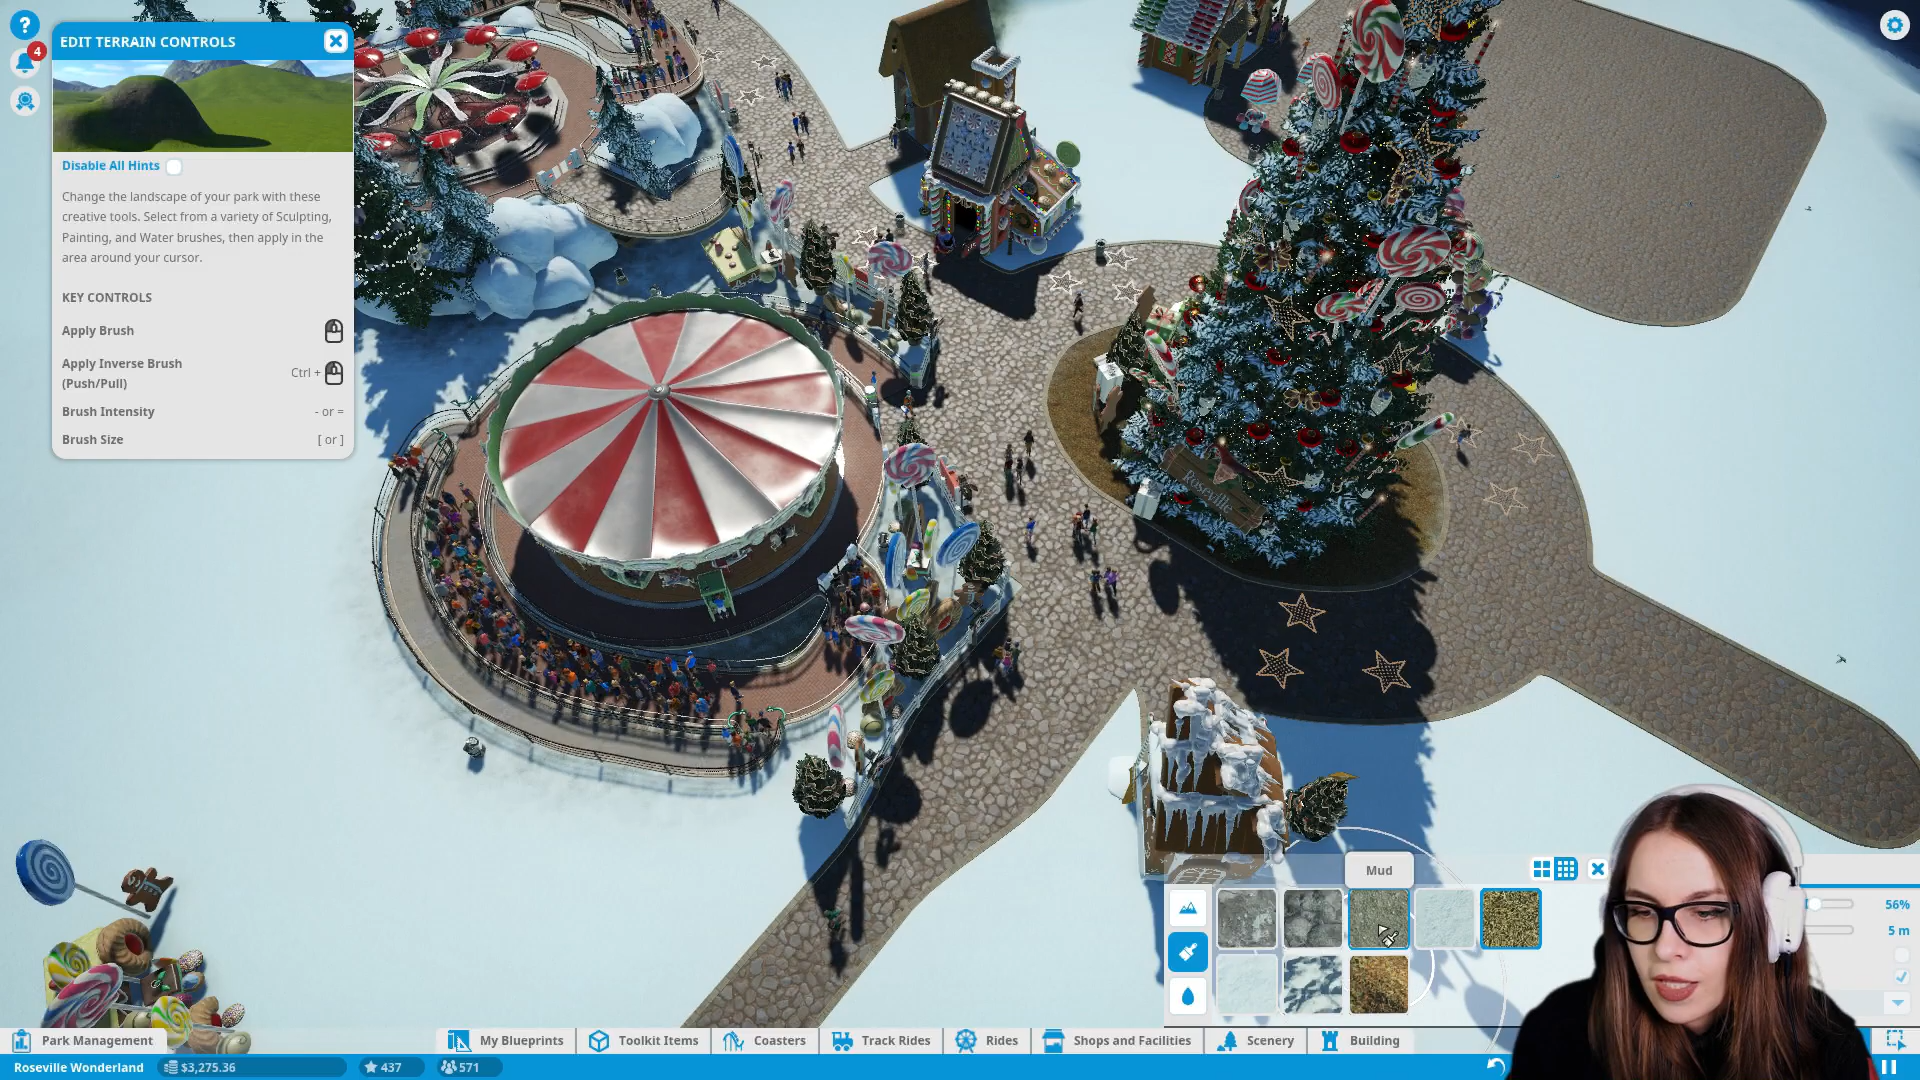 ?
4
EDIT TERRAIN CONTROLS
Disable All Hints
Change the landscape of your park with these
creative tools. Select from a variety of Sculpting,
Painting, and Water brushes, then apply in the
area around your cursor.
KEY CONTROLS
Apply Brush
Apply Inverse Brush
(Push/Pull)
Ctrl +
Brush Intensity
- or =
Brush Size
[ or ]
Roseville
Mud
56%
5 m
Park Management
My Blueprints
Toolkit Items
Coasters
Track Rides
Rides
Shops and Facilities
Scenery
Building
Roseville Wonderland
$3,275.36
437
571